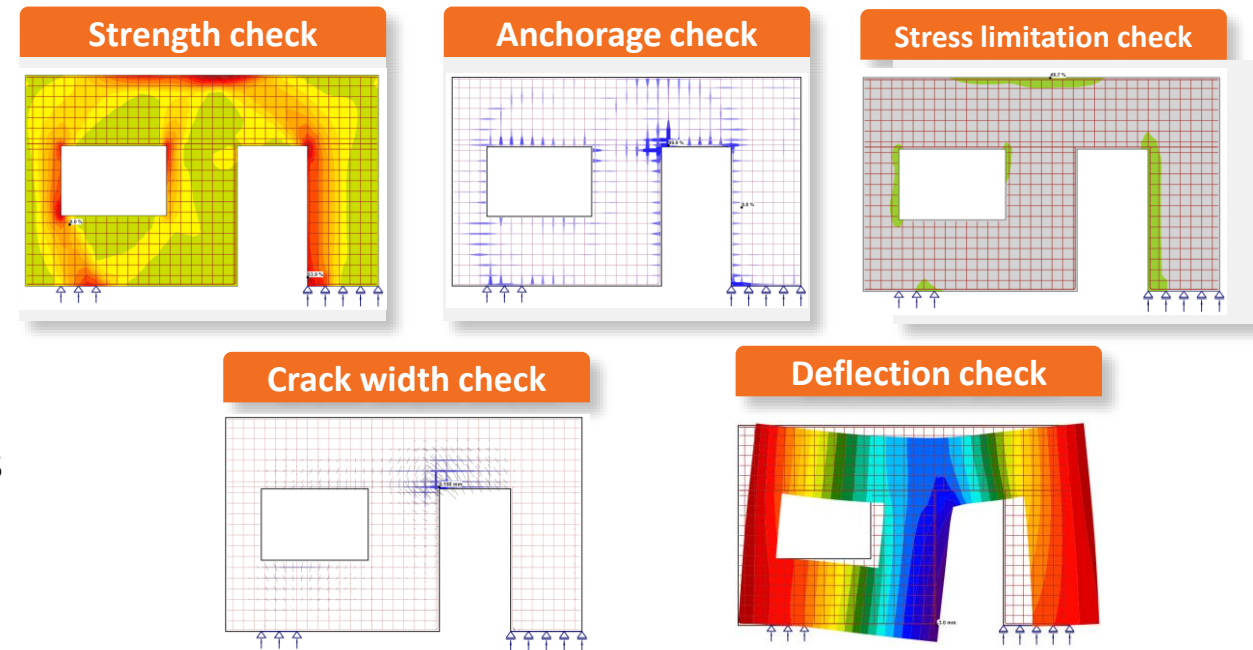 Strength check
Anchorage check
Stress limitation check
Crack width check
Deflection check